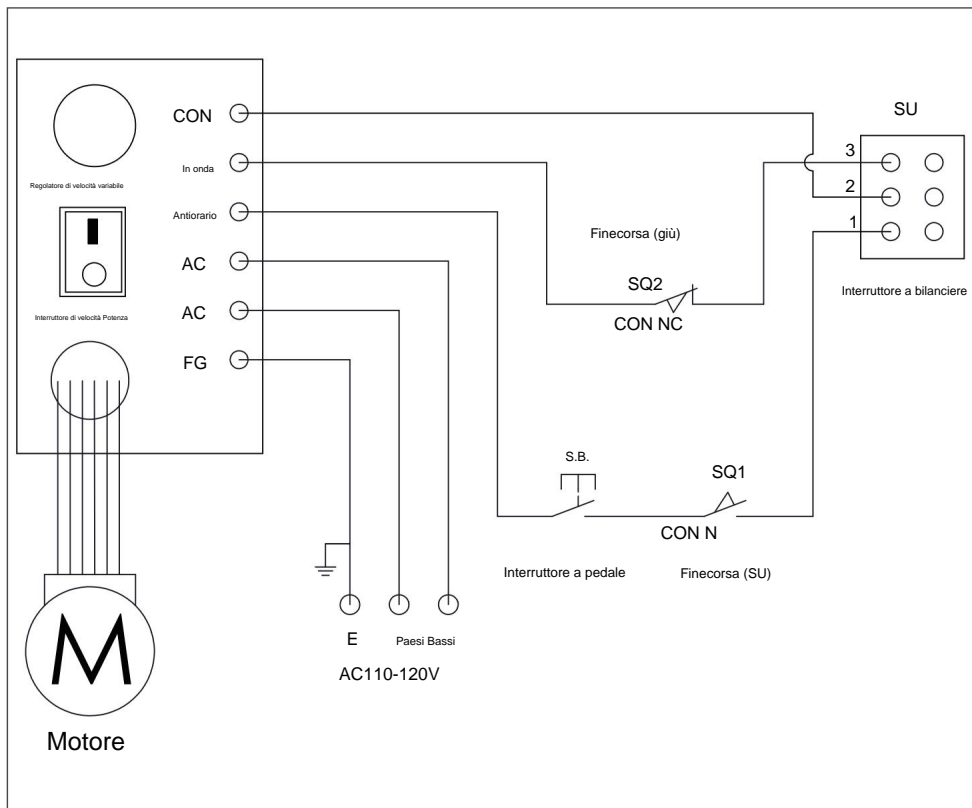 CON
Regolatore di velocità variabile
In onda
Antiorario
AC
Interruttore di velocità Potenza
AC
FG
M
Motore
SU
3
2
1
Interruttore a bilanciere
Finecorsa (giù)
SQ2
CON NC
S.B.
SQ1
CON N
Interruttore a pedale
Finecorsa (SU)
E
Paesi Bassi
AC110-120V